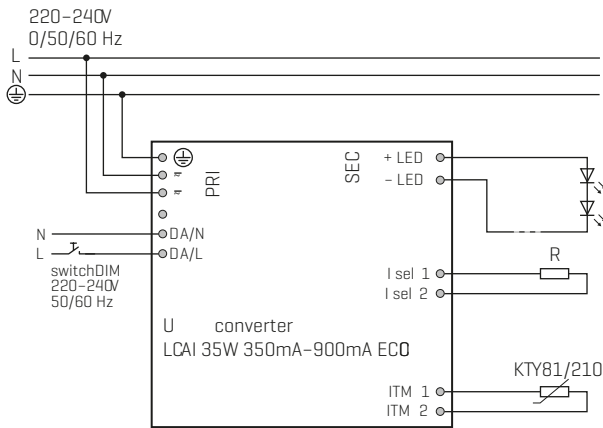 220–240V
0/50/60 Hz
L
N
PRI
SEC
+ LED
– LED
N
DA/N
L
DA/L
switchDIM
220–240V
50/60 Hz
I sel 1
I sel 2
R
U converter
LCAI 35W 350mA–900mA ECO
KTY81/210
ITM 1
ITM 2